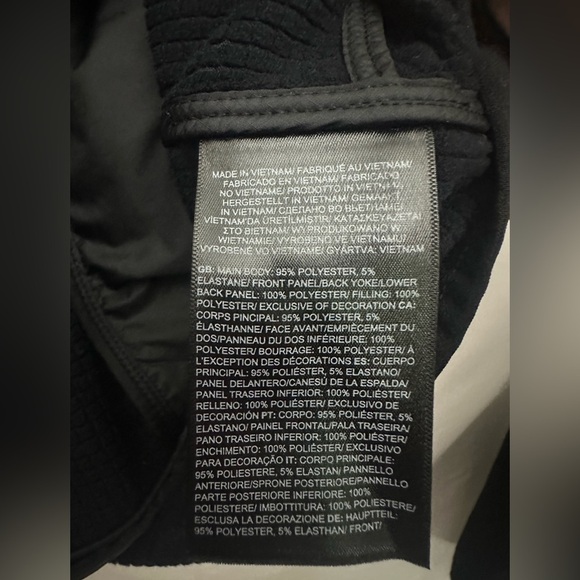 MADE IN VIETNAM/ FABRIQUÉ AU VIETNAM/
FABRICADO EN VIETNAM/ FABRICADO
NO VIETNAME/ PRODOTTO IN VIETNAM/
HERGESTELLT IN VIETNAM/ GEMAAKT
IN VIETNAM/ СДЕЛАНО ВО ВЬЕТНАМЕ/
VİETNAM'DA ÜRETİLMİŞTİR/ ΚΑΤΑΣΚΕΥΑΖΕΤΑΙ
ΣΤΟ ΒΙΕΤΝΑΜ/ WYPRODUKOWANO W
WIETNAMIE/ VYROBENO VE VIETNAMU/
VYROBENÉ VO VIETNAME/ GYÁRTVA: VIETNAM
GB: MAIN BODY: 95% POLYESTER, 5%
ELASTANE/ FRONT PANEL/BACK YOKE/LOWER
BACK PANEL: 100% POLYESTER/ FILLING: 100%
POLYESTER/ EXCLUSIVE OF DECORATION CA:
CORPS PINCIPAL: 95% POLYESTER, 5%
ÉLASTHANNE/ FACE AVANT/EMPIÈCEMENT DU
DOS/PANNEAU DU DOS INFÉRIEURE: 100%
POLYESTER/ BOURRAGE: 100% POLYESTER/ À
L'EXCEPTION DES DÉCORATIONS ES: CUERPO
PRINCIPAL: 95% POLIÉSTER, 5% ELASTANO/
PANEL DELANTERO/CANESÚ DE LA ESPALDA/
PANEL TRASERO INFERIOR: 100% POLIÉSTER/
RELLENO: 100% POLIÉSTER/ EXCLUSIVO DE
DECORACIÓN PT: CORPO: 95% POLIÉSTER, 5%
ELASTANO/ PAINEL FRONTAL/PALA TRASEIRA/
PANO TRASEIRO INFERIOR: 100% POLIÉSTER/
ENCHIMENTO: 100% POLIÉSTER/ EXCLUSIVO
PARA DECORAÇÃO IT: CORPO PRINCIPALE:
95% POLIESTERE, 5% ELASTAN/ PANNELLO
ANTERIORE/SPRONE POSTERIORE/PANNELLO
PARTE POSTERIORE INFERIORE: 100%
POLIESTERE/ IMBOTTITURA: 100% POLIESTERE/
ESCLUSA LA DECORAZIONE DE: HAUPTTEIL:
95% POLYESTER, 5% ELASTHAN/ FRONT/